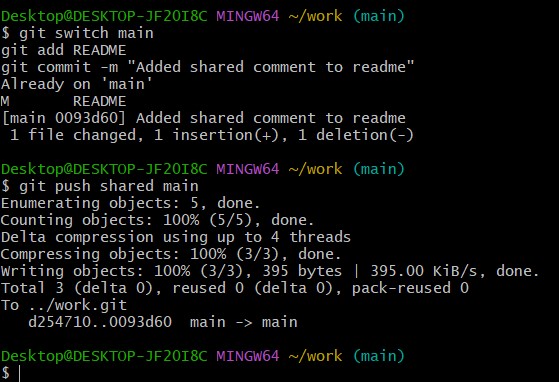 Desktop@DESKTOP-JF2OI8C MINGW64 ~/work (main)
$ git switch main
git add README
git commit -m "Added shared comment to readme"
Already on 'main'
M       README
[main 0093d60] Added shared comment to readme
 1 file changed, 1 insertion(+), 1 deletion(-)

Desktop@DESKTOP-JF2OI8C MINGW64 ~/work (main)
$ git push shared main
Enumerating objects: 5, done.
Counting objects: 100% (5/5), done.
Delta compression using up to 4 threads
Compressing objects: 100% (3/3), done.
Writing objects: 100% (3/3), 395 bytes | 395.00 KiB/s, done.
Total 3 (delta 0), reused 0 (delta 0), pack-reused 0
To ../work.git
   d254710..0093d60  main -> main

Desktop@DESKTOP-JF2OI8C MINGW64 ~/work (main)
$